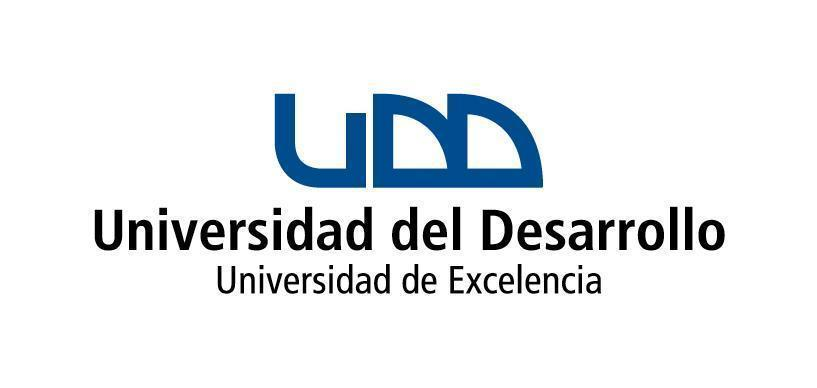 UDD
Universidad del Desarrollo
Universidad de Excelencia